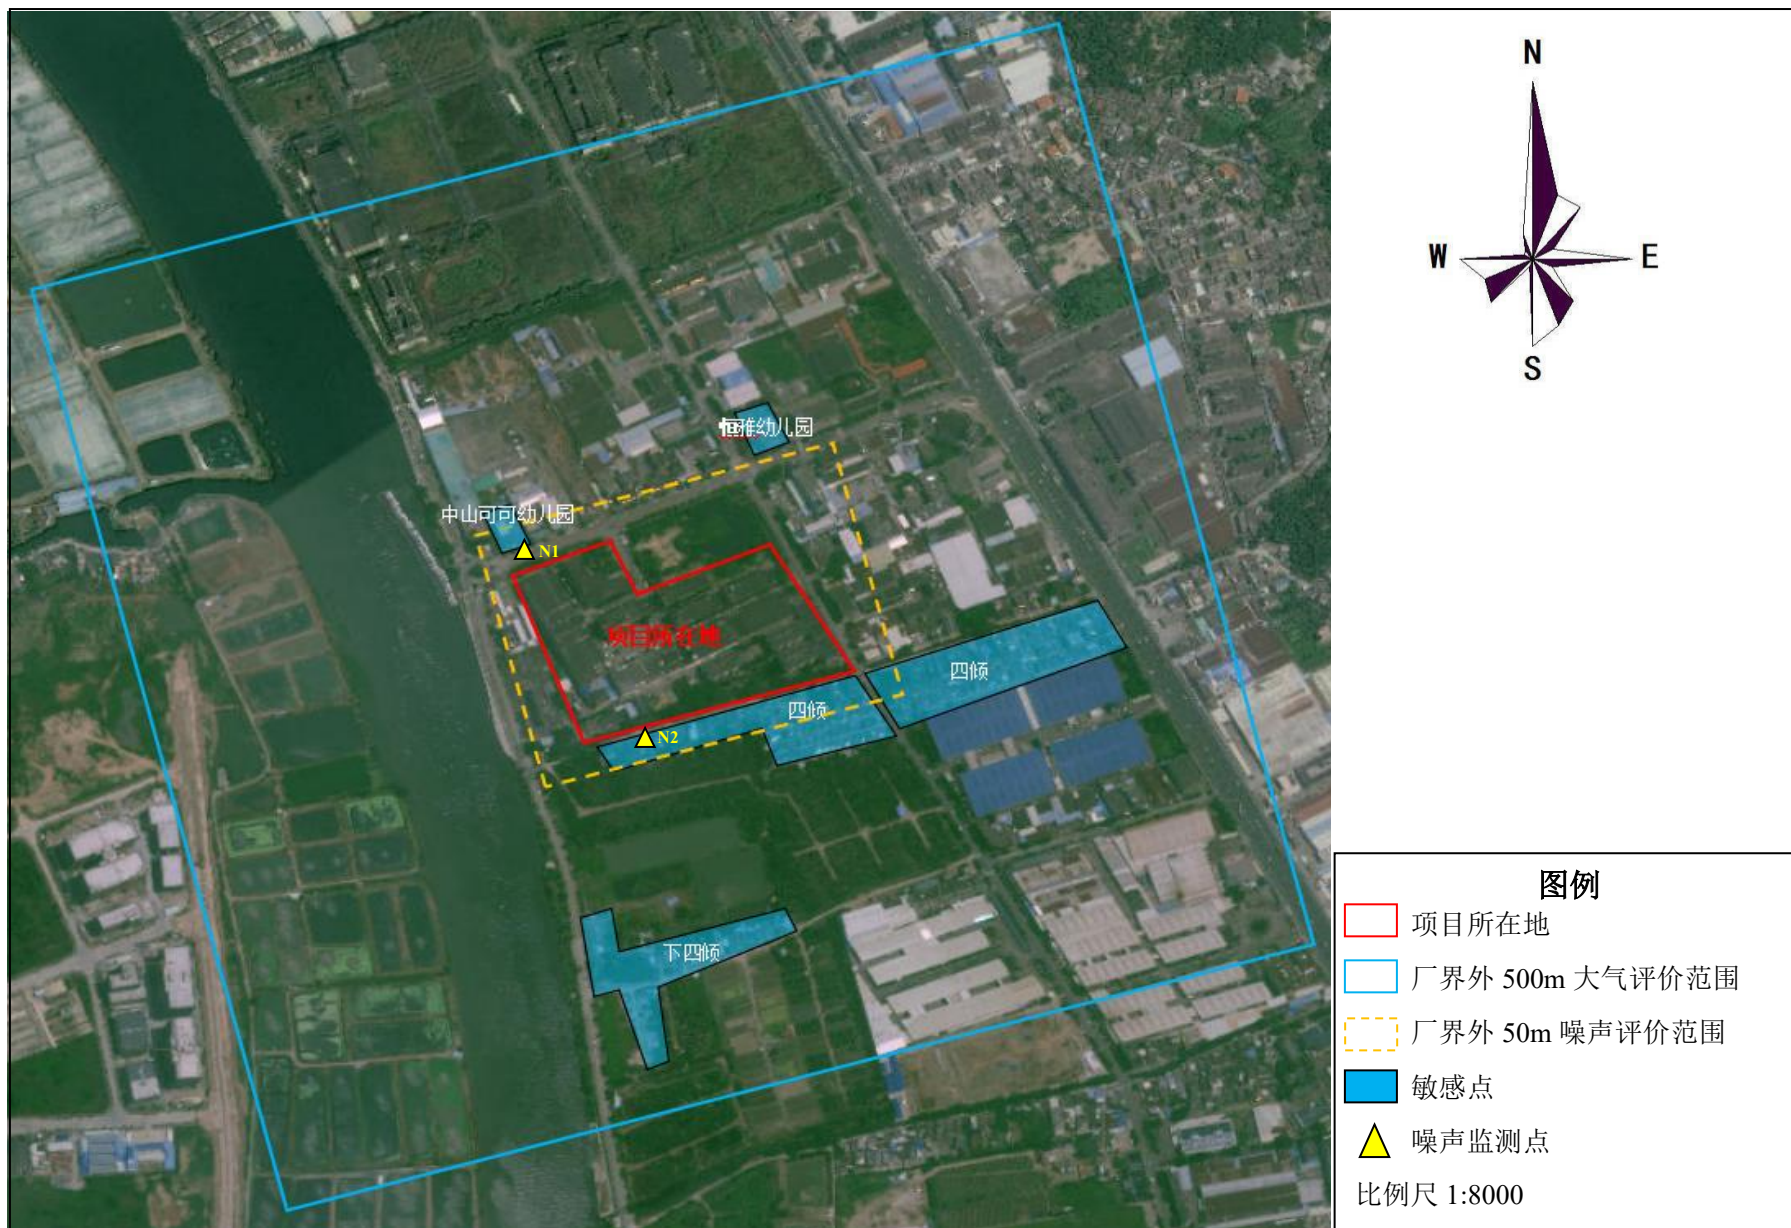 N
W
E
S
恒雅幼儿园
中山可可幼儿园
N1
项目所在地
四倾
四倾
N2
下四倾
图例
项目所在地
厂界外 500m 大气评价范围
厂界外 50m 噪声评价范围
敏感点
噪声监测点
比例尺 1:8000